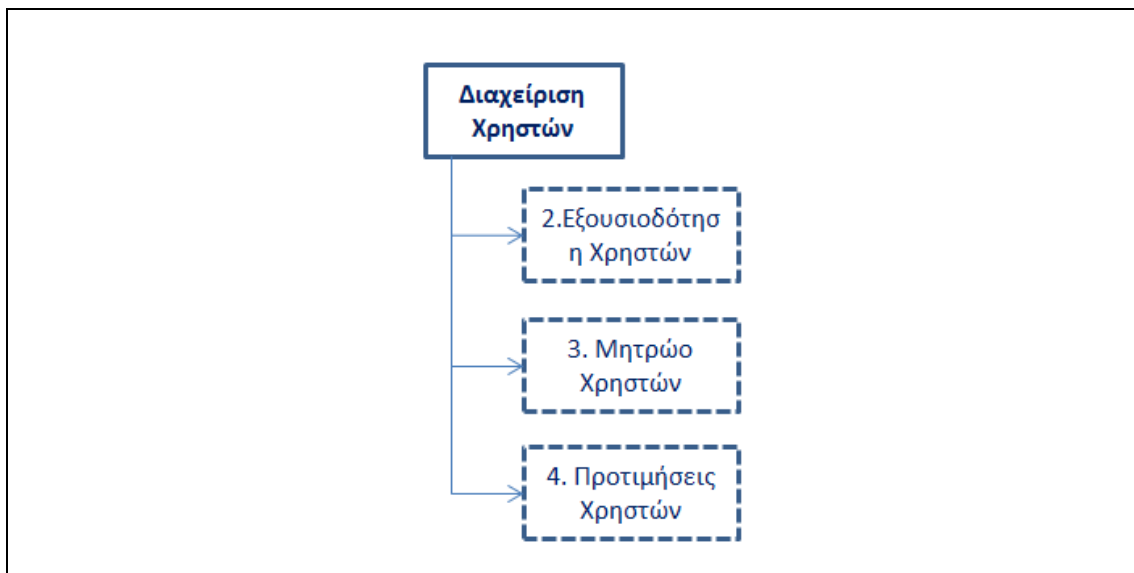 Διαχείριση
Χρηστών
2.Εξουσιοδότησ
η Χρηστών
3. Μητρώο
Χρηστών
4. Προτιμήσεις
Χρηστών